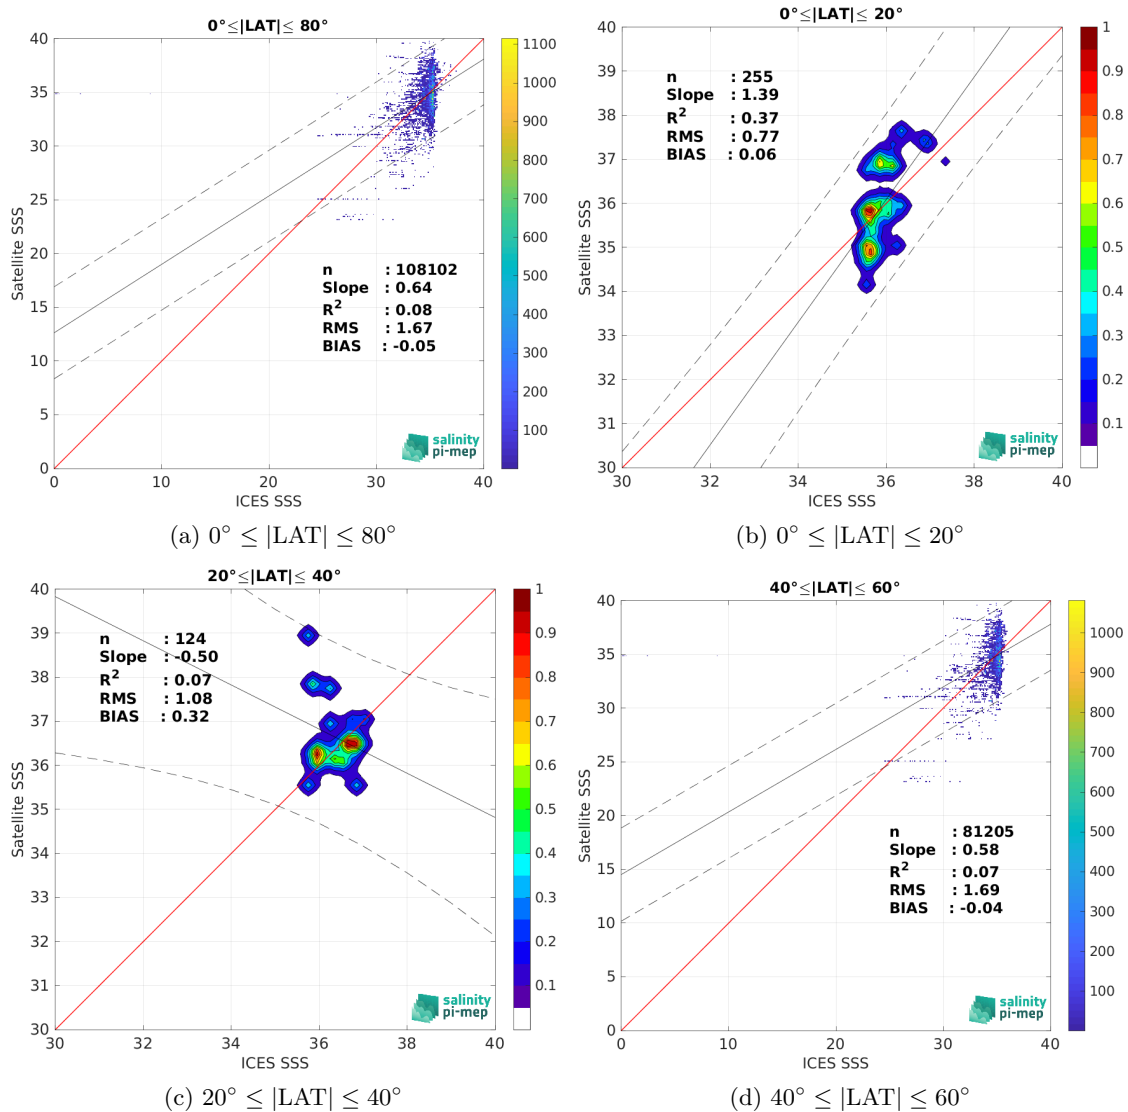 0°≤|LAT|≤ 80°
Satellite SSS
40
35
30
25
20
15
10
5
0
0 10 20 30 40
ICES SSS
n : 108102
Slope : 0.64
R² : 0.08
RMS : 1.67
BIAS : -0.05
salinity
pi-mep
1100
1000
900
800
700
600
500
400
300
200
100
(a) 0° ≤ |LAT| ≤ 80°
0°≤|LAT|≤ 20°
Satellite SSS
40
39
38
37
36
35
34
33
32
31
30
30 32 34 36 38 40
ICES SSS
n : 255
Slope : 1.39
R² : 0.37
RMS : 0.77
BIAS : 0.06
salinity
pi-mep
1
0.9
0.8
0.7
0.6
0.5
0.4
0.3
0.2
0.1
(b) 0° ≤ |LAT| ≤ 20°
20°≤|LAT|≤ 40°
Satellite SSS
40
39
38
37
36
35
34
33
32
31
30
30 32 34 36 38 40
ICES SSS
n : 124
Slope : -0.50
R² : 0.07
RMS : 1.08
BIAS : 0.32
salinity
pi-mep
1
0.9
0.8
0.7
0.6
0.5
0.4
0.3
0.2
0.1
(c) 20° ≤ |LAT| ≤ 40°
40°≤|LAT|≤ 60°
Satellite SSS
40
35
30
25
20
15
10
5
0
0 10 20 30 40
ICES SSS
n : 81205
Slope : 0.58
R² : 0.07
RMS : 1.69
BIAS : -0.04
salinity
pi-mep
1000
900
800
700
600
500
400
300
200
100
(d) 40° ≤ |LAT| ≤ 60°